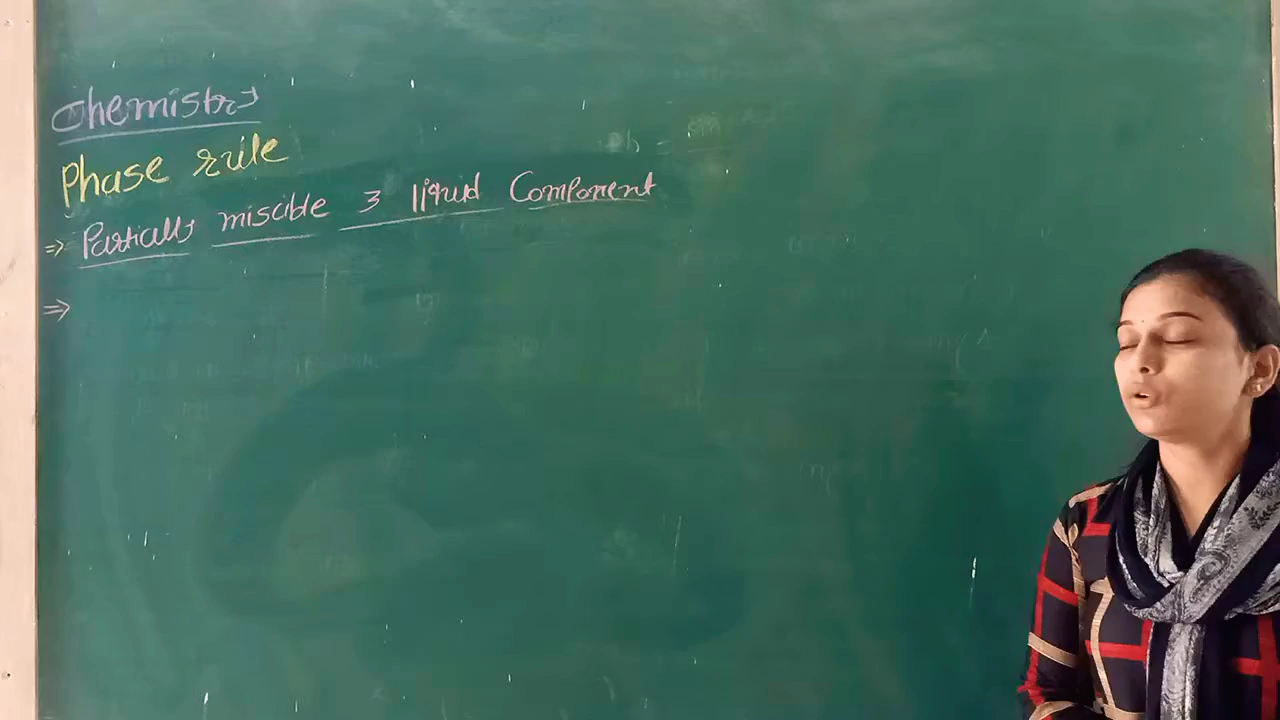 Chemistry
Phase rule
⇒ Partially miscible 3 liquid Component
⇒